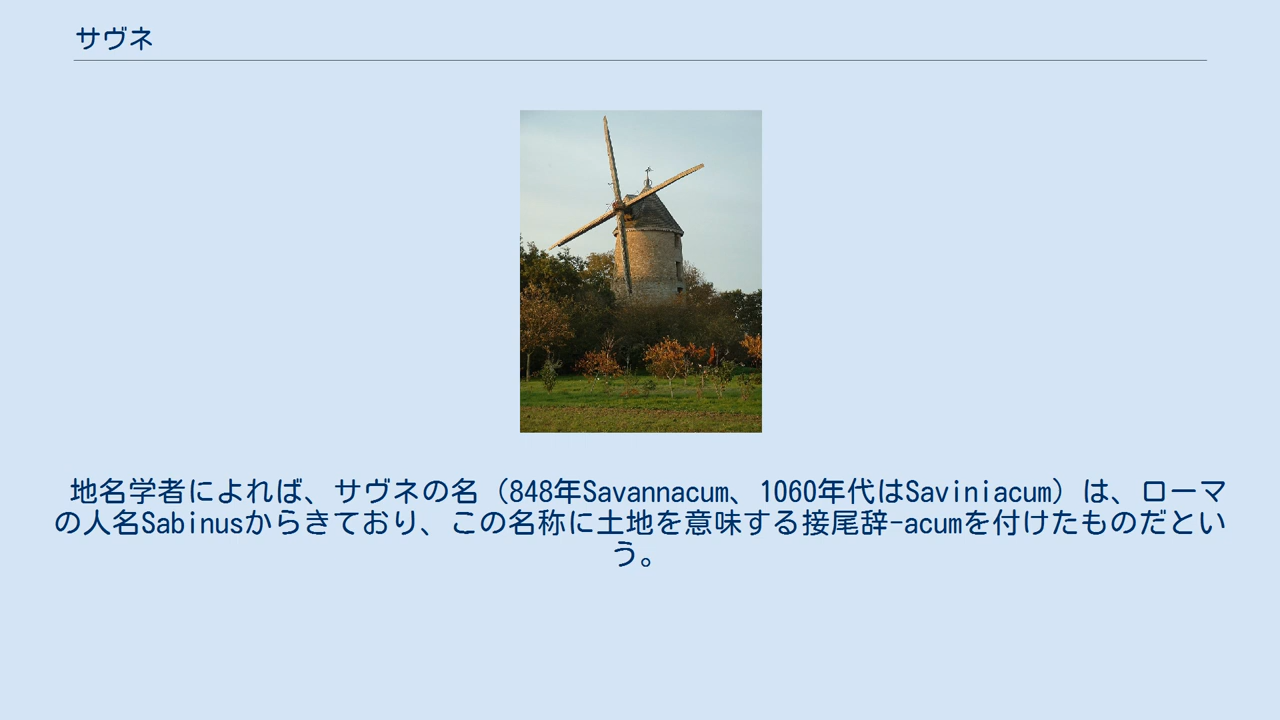 サヴネ
地名学者によれば、サヴネの名（848年Savannacum、1060年代はSaviniacum）は、ローマ
の人名Sabinusからきており、この名称に土地を意味する接尾辞-acumを付けたものだとい
う。